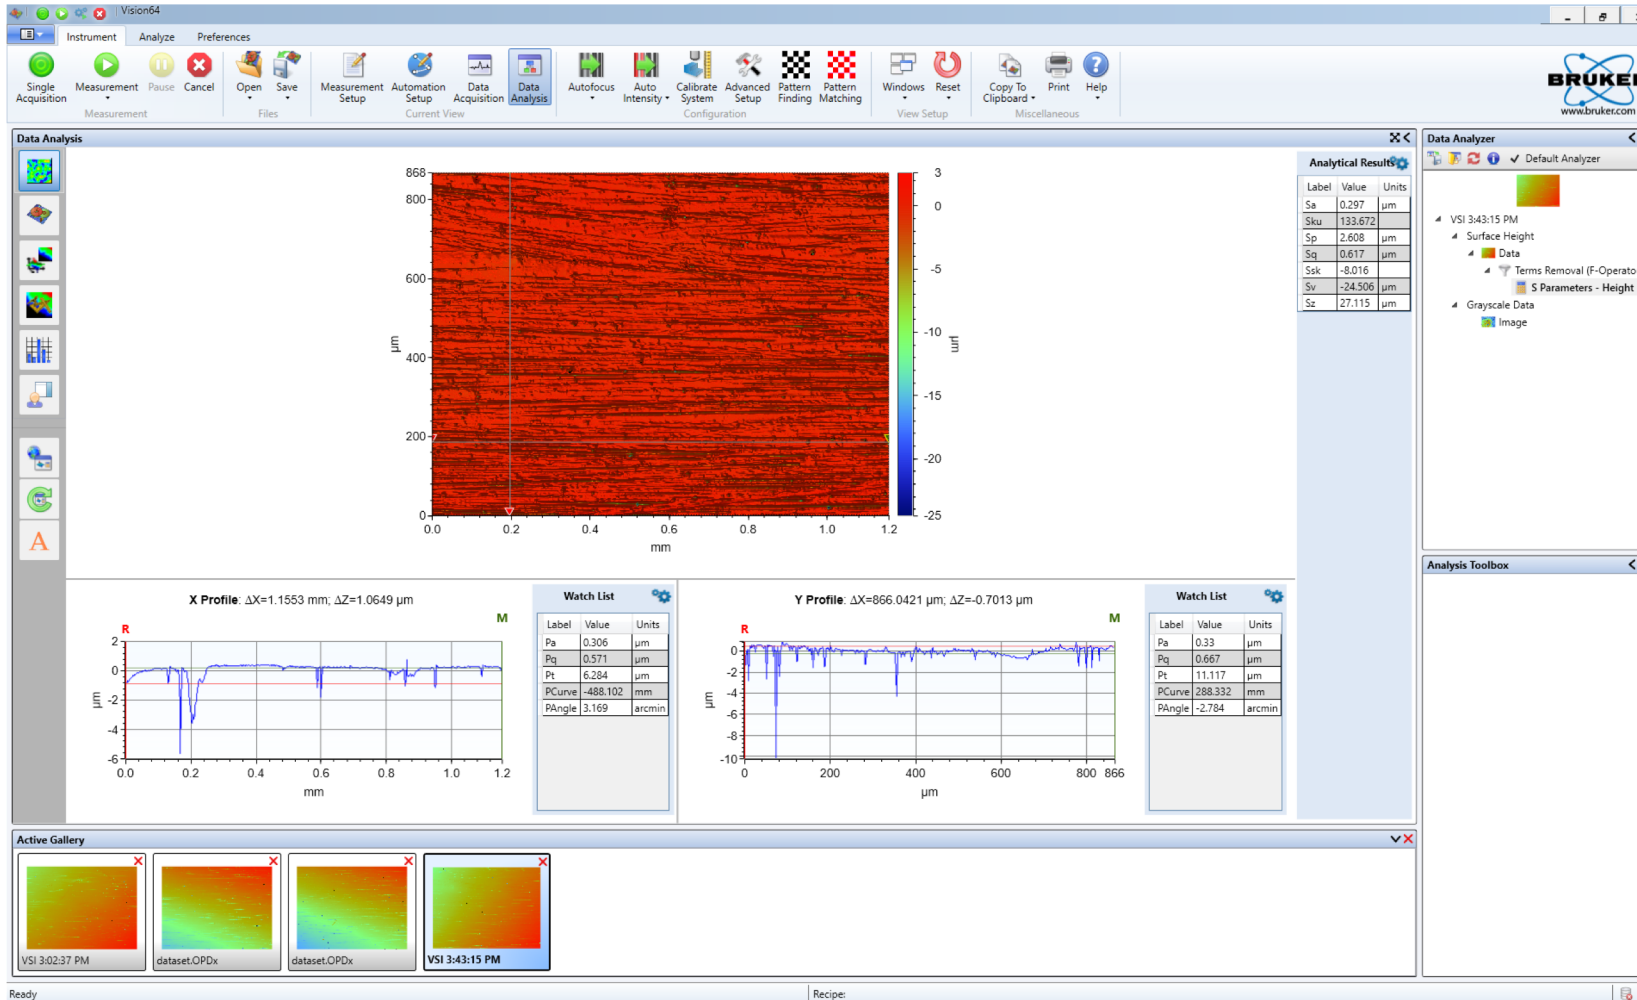 Vision64
Instrument Analyze Preferences
Single Acquisition Measurement Pause Cancel Open Save Measurement Setup Automation Setup Data Acquisition Data Analysis Autofocus Auto Intensity Calibrate System Advanced Setup Pattern Finding Pattern Matching Windows Reset Copy To Clipboard Print Help
Measurement Files Current View Configuration View Setup Miscellaneous
BRUKER
www.bruker.com
Data Analysis
868
800
600
400
200
0
µm
0.0 0.2 0.4 0.6 0.8 1.0 1.2
mm
3
0
-5
-10
-15
-20
-25
µm
Analytical Results
Label Value Units
Sa 0.297 µm
Sku 133.672
Sp 2.608 µm
Sq 0.617 µm
Ssk -8.016
Sv -24.506 µm
Sz 27.115 µm
Data Analyzer
Default Analyzer
VSI 3:43:15 PM
Surface Height
Data
Terms Removal (F-Operato
S Parameters - Height
Grayscale Data
Image
Analysis Toolbox
X Profile: ΔX=1.1553 mm; ΔZ=1.0649 µm
R
M
2
0
-2
-4
-6
µm
0.0 0.2 0.4 0.6 0.8 1.0 1.2
mm
Watch List
Label Value Units
Pa 0.306 µm
Pq 0.571 µm
Pt 6.284 µm
PCurve -488.102 mm
PAngle 3.169 arcmin
Y Profile: ΔX=866.0421 µm; ΔZ=-0.7013 µm
R
M
0
-2
-4
-6
-8
-10
µm
0 200 400 600 800 866
µm
Watch List
Label Value Units
Pa 0.33 µm
Pq 0.667 µm
Pt 11.117 µm
PCurve 288.332 mm
PAngle -2.784 arcmin
Active Gallery
VSI 3:02:37 PM
dataset.OPDx
dataset.OPDx
VSI 3:43:15 PM
Ready
Recipe:
A